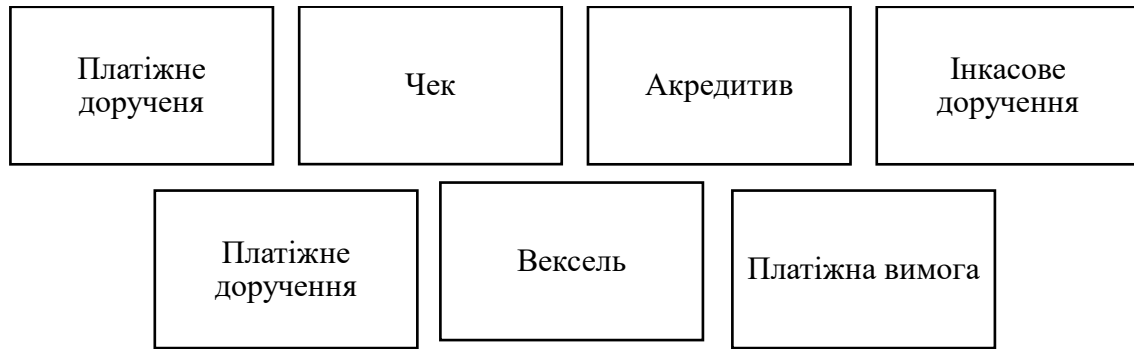 Платіжне
дорученя
Чек
Акредитив
Інкасове
доручення
Платіжне
доручення
Вексель
Платіжна вимога